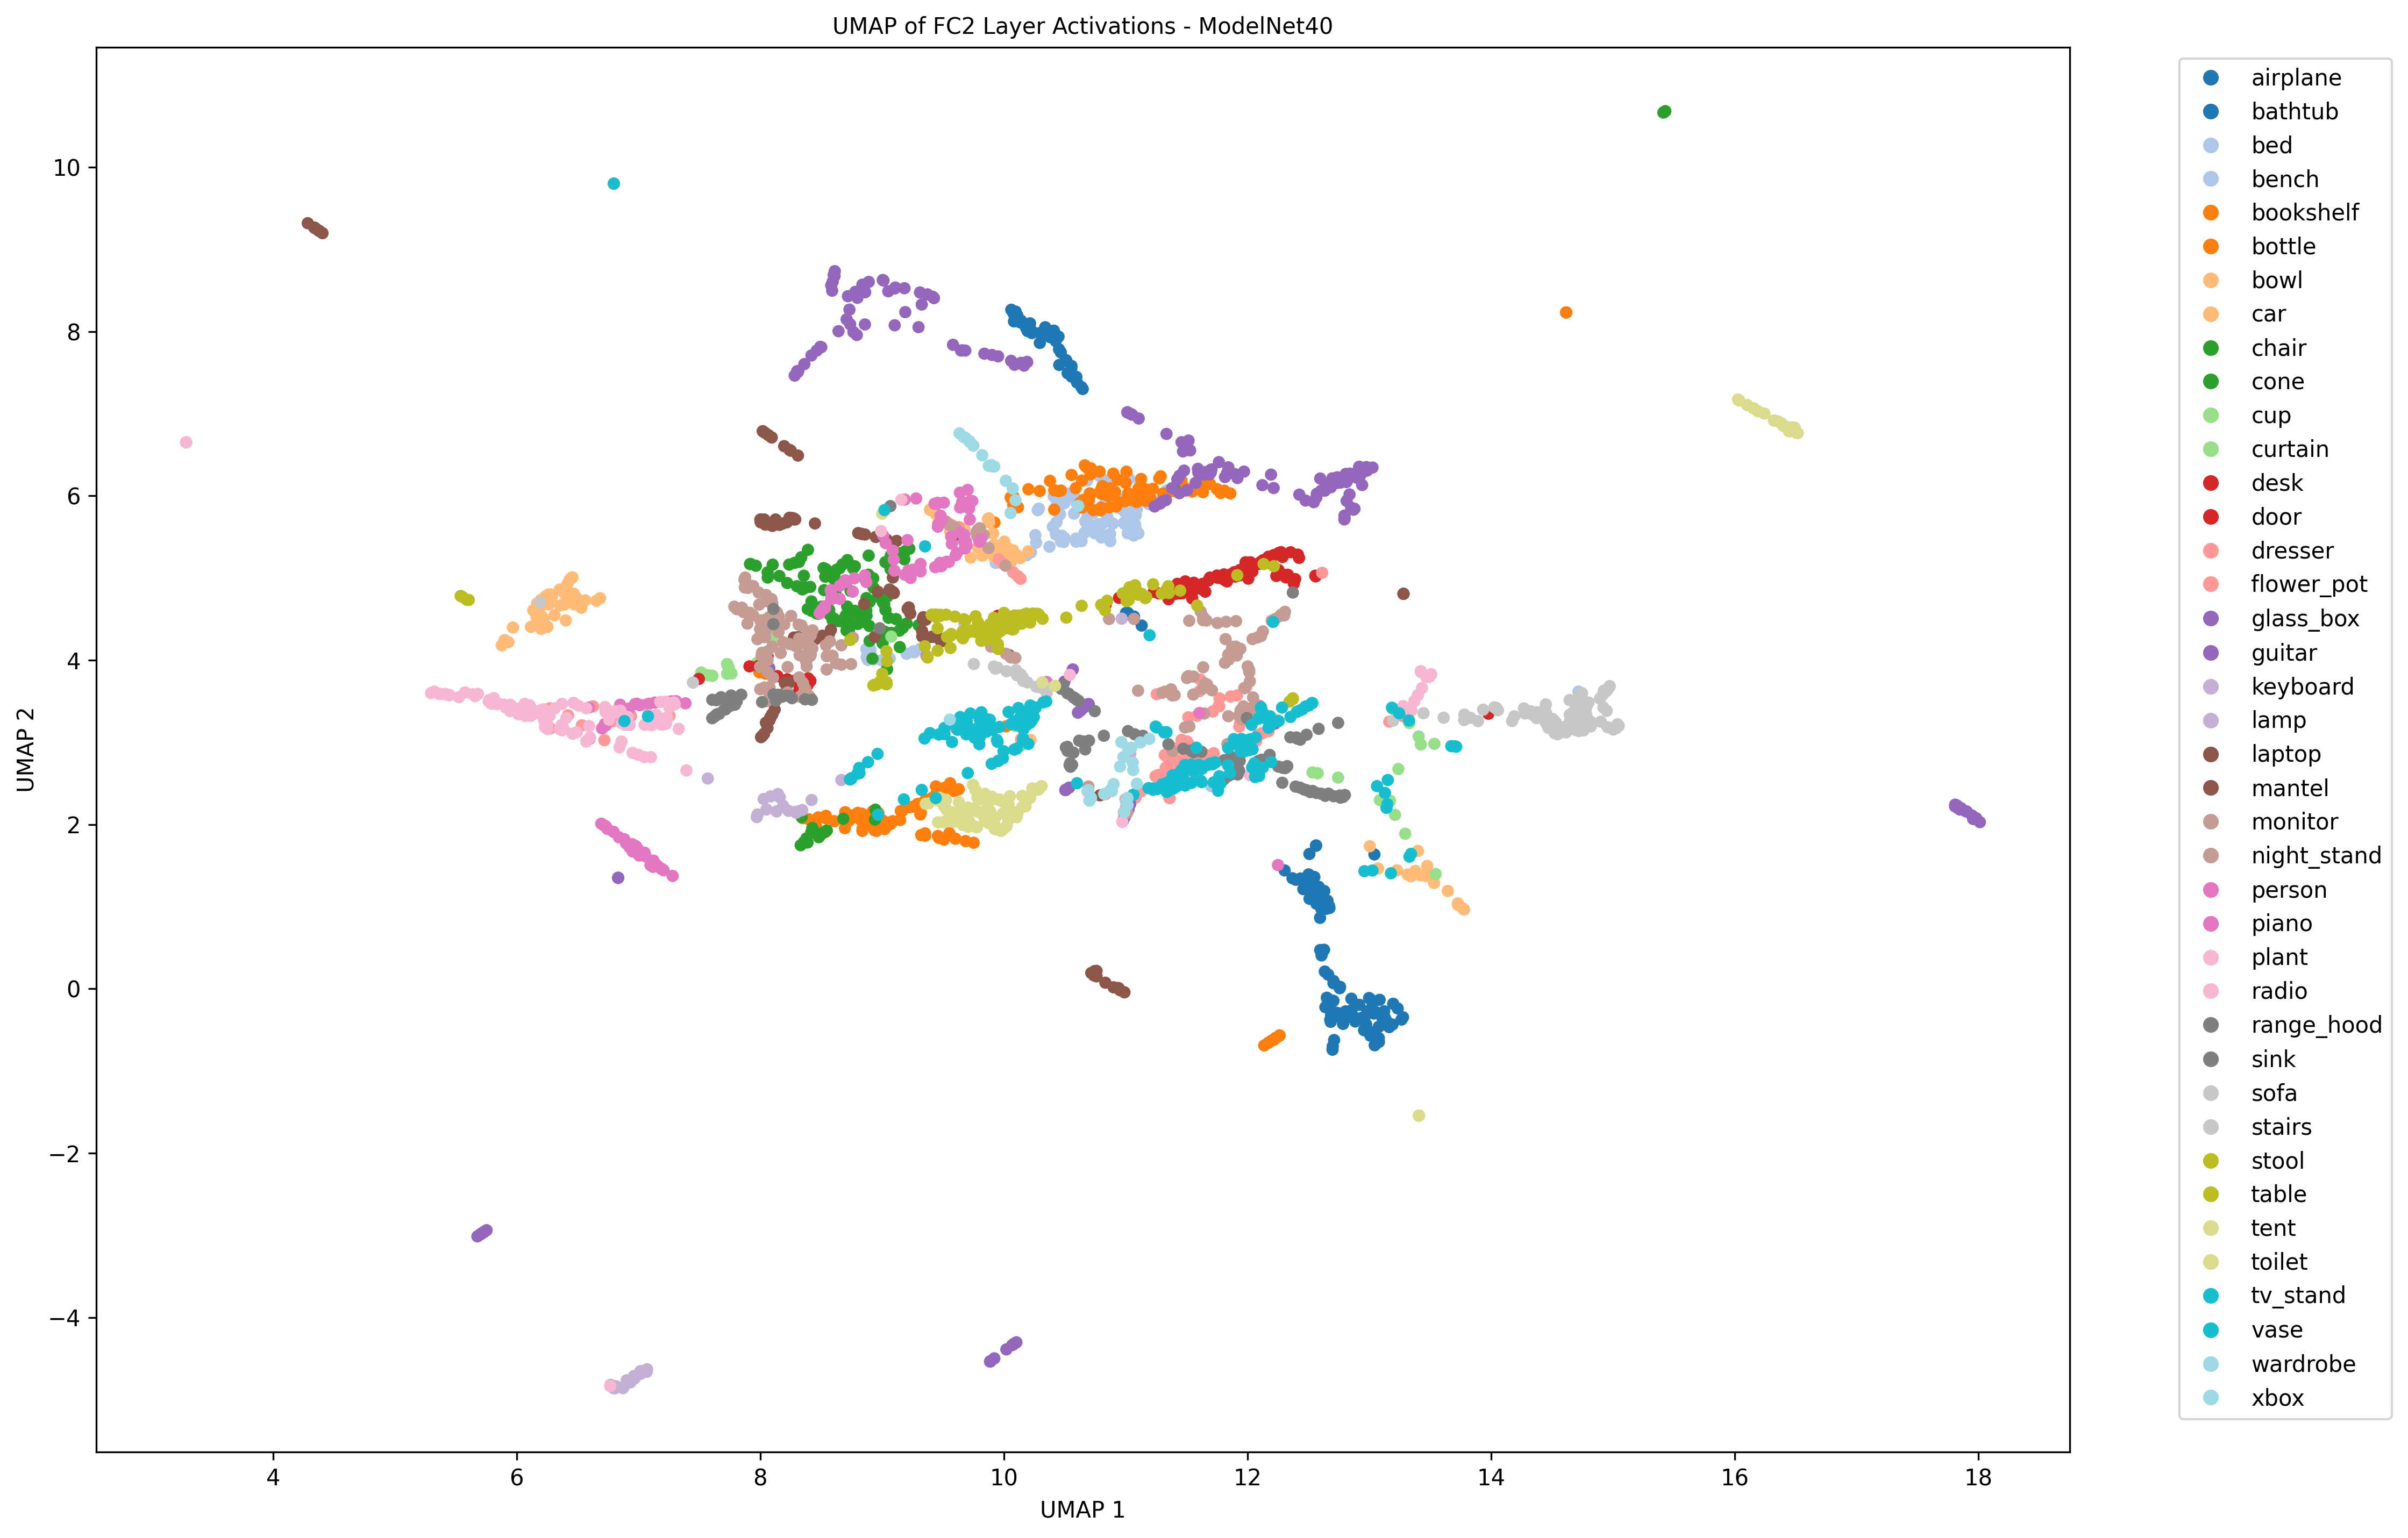 UMAP of FC2 Layer Activations - ModelNet40
10
8
6
4
2
0
−2
−4
UMAP 2
4
6
8
10
12
14
16
18
UMAP 1
airplane
bathtub
bed
bench
bookshelf
bottle
bowl
car
chair
cone
cup
curtain
desk
door
dresser
flower_pot
glass_box
guitar
keyboard
lamp
laptop
mantel
monitor
night_stand
person
piano
plant
radio
range_hood
sink
sofa
stairs
stool
table
tent
toilet
tv_stand
vase
wardrobe
xbox